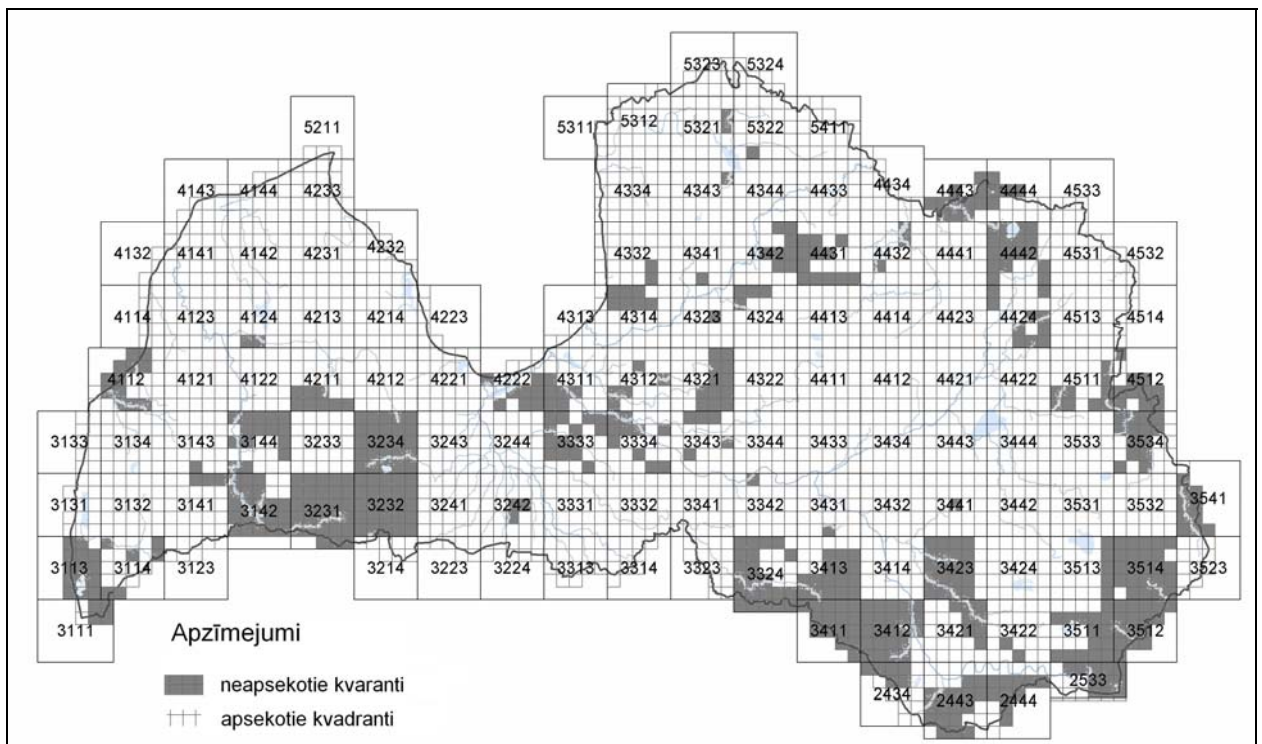 5323 5324
5211 5311 5312 5321 5322 5411
4143 4144 4233 4334 4343 4344 4433 4434 4443 4444 4533
4132 4141 4142 4231 4232 4332 4341 4342 4431 4432 4441 4442 4531 4532
4114 4123 4124 4213 4214 4223 4313 4314 4323 4324 4413 4414 4423 4424 4513 4514
4112 4121 4122 4211 4212 4221 4222 4311 4312 4321 4322 4411 4412 4421 4422 4511 4512
3133 3134 3143 3144 3233 3234 3243 3244 3333 3334 3343 3344 3433 3434 3443 3444 3533 3534
3131 3132 3141 3142 3231 3232 3241 3242 3331 3332 3341 3342 3431 3432 3441 3442 3531 3532 3541
3113 3114 3123 3214 3223 3224 3313 3314 3323 3324 3413 3414 3423 3424 3513 3514 3523
3111 3411 3412 3421 3422 3511 3512
2434 2443 2444 2533
Apzīmejumi
neapsekotie kvaranti
apsekotie kvadranti